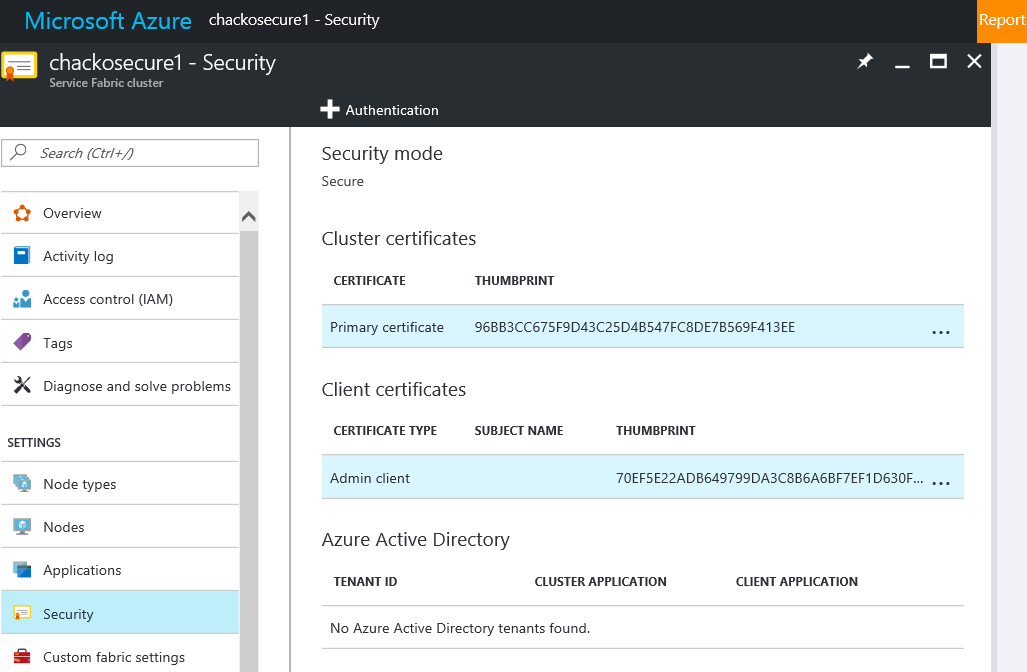 Microsoft Azure chackosecure1 - Security
Report
chackosecure1 - Security
Service Fabric cluster
Authentication
Search (Ctrl+/)
Overview
Activity log
Access control (IAM)
Tags
Diagnose and solve problems
SETTINGS
Node types
Nodes
Applications
Security
Custom fabric settings
Security mode
Secure
Cluster certificates
CERTIFICATE THUMBPRINT
Primary certificate 96BB3CC675F9D43C25D4B547FC8DE7B569F413EE ...
Client certificates
CERTIFICATE TYPE SUBJECT NAME THUMBPRINT
Admin client 70EF5E22ADB649799DA3C8B6A6BF7EF1D630F... ...
Azure Active Directory
TENANT ID CLUSTER APPLICATION CLIENT APPLICATION
No Azure Active Directory tenants found.